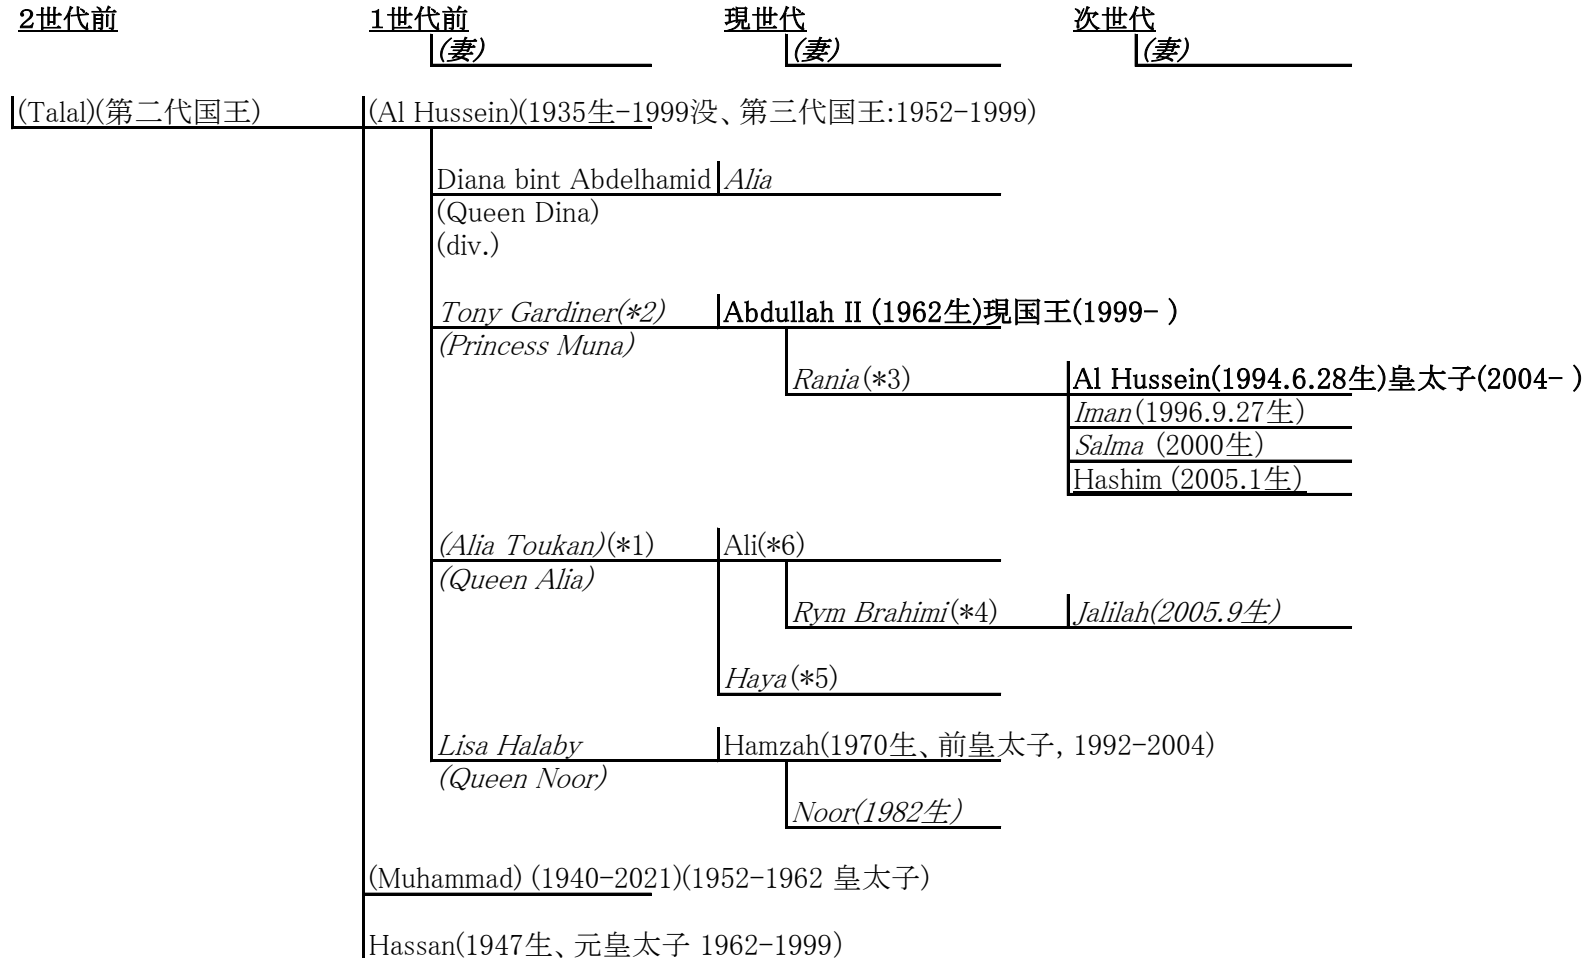 2世代前 1世代前 現世代 次世代
(妻) (妻) (妻)
(Talal)(第二代国王) (Al Hussein)(1935生-1999没、第三代国王:1952-1999)
Diana bint Abdelhamid Alia
(Queen Dina)
(div.)
Tony Gardiner(*2) Abdullah II (1962生)現国王(1999- )
(Princess Muna)
Rania(*3) Al Hussein(1994.6.28生)皇太子(2004- )
Iman(1996.9.27生)
Salma (2000生)
Hashim (2005.1生)
(Alia Toukan)(*1) Ali(*6)
(Queen Alia)
Rym Brahimi(*4) Jalilah(2005.9生)
Haya(*5)
Lisa Halaby Hamzah(1970生、前皇太子, 1992-2004)
(Queen Noor)
Noor(1982生)
(Muhammad) (1940-2021)(1952-1962 皇太子)
Hassan(1947生、元皇太子 1962-1999)